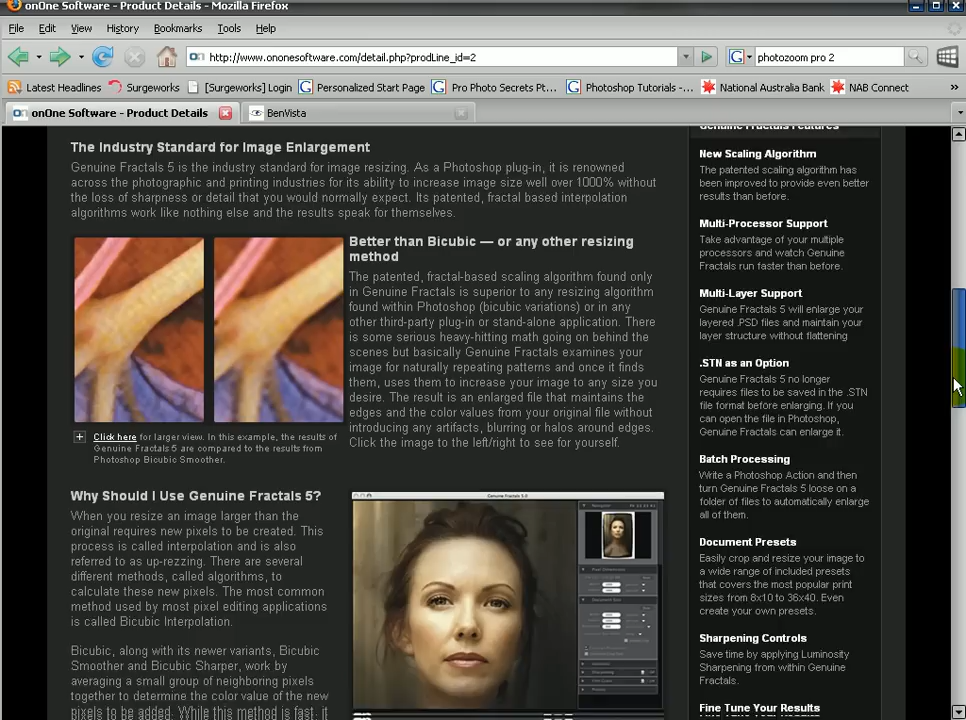 onOne Software - Product Details - Mozilla Firefox
File Edit View History Bookmarks Tools Help
http://www.ononesoftware.com/detail.php?prodLine_id=2
photozoom pro 2
Latest Headlines Surgeworks [Surgeworks] Login Personalized Start Page Pro Photo Secrets Pt... Photoshop Tutorials -... National Australia Bank NAB Connect »
onOne Software - Product Details
BenVista
The Industry Standard for Image Enlargement
Genuine Fractals 5 is the industry standard for image resizing. As a Photoshop plug-in, it is renowned
across the photographic and printing industries for its ability to increase image size well over 1000% without
the loss of sharpness or detail that you would normally expect. Its patented, fractal based interpolation
algorithms work like nothing else and the results speak for themselves.
Better than Bicubic — or any other resizing
method
The patented, fractal-based scaling algorithm found only
in Genuine Fractals is superior to any resizing algorithm
found within Photoshop (bicubic variations) or in any
other third-party plug-in or stand-alone application. There
is some serious heavy-hitting math going on behind the
scenes but basically Genuine Fractals examines your
image for naturally repeating patterns and once it finds
them, uses them to increase your image to any size you
desire. The result is an enlarged file that maintains the
edges and the color values from your original file without
introducing any artifacts, blurring or halos around edges.
Click the image to the left/right to see for yourself.
Click here for larger view. In this example, the results of
Genuine Fractals 5 are compared to the results from
Photoshop Bicubic Smoother.
Why Should I Use Genuine Fractals 5?
When you resize an image larger than the
original requires new pixels to be created. This
process is called interpolation and is also
referred to as up-rezzing. There are several
different methods, called algorithms, to
calculate these new pixels. The most common
method used by most pixel editing applications
is called Bicubic Interpolation.
Bicubic, along with its newer variants, Bicubic
Smoother and Bicubic Sharper, work by
averaging a small group of neighboring pixels
together to determine the color value of the new
pixels to be added. While this method is fast, it
Genuine Fractals 5.0
Genuine Fractals Features
New Scaling Algorithm
The patented scaling algorithm has
been improved to provide even better
results than before.
Multi-Processor Support
Take advantage of your multiple
processors and watch Genuine
Fractals run faster than before.
Multi-Layer Support
Genuine Fractals 5 will enlarge your
layered .PSD files and maintain your
layer structure without flattening
.STN as an Option
Genuine Fractals 5 no longer
requires files to be saved in the .STN
file format before enlarging. If you
can open the file in Photoshop,
Genuine Fractals can enlarge it.
Batch Processing
Write a Photoshop Action and then
turn Genuine Fractals 5 loose on a
folder of files to automatically enlarge
all of them.
Document Presets
Easily crop and resize your image to
a wide range of included presets
that covers the most popular print
sizes from 8x10 to 36x40. Even
create your own presets.
Sharpening Controls
Save time by applying Luminosity
Sharpening from within Genuine
Fractals.
Fine Tune Your Results